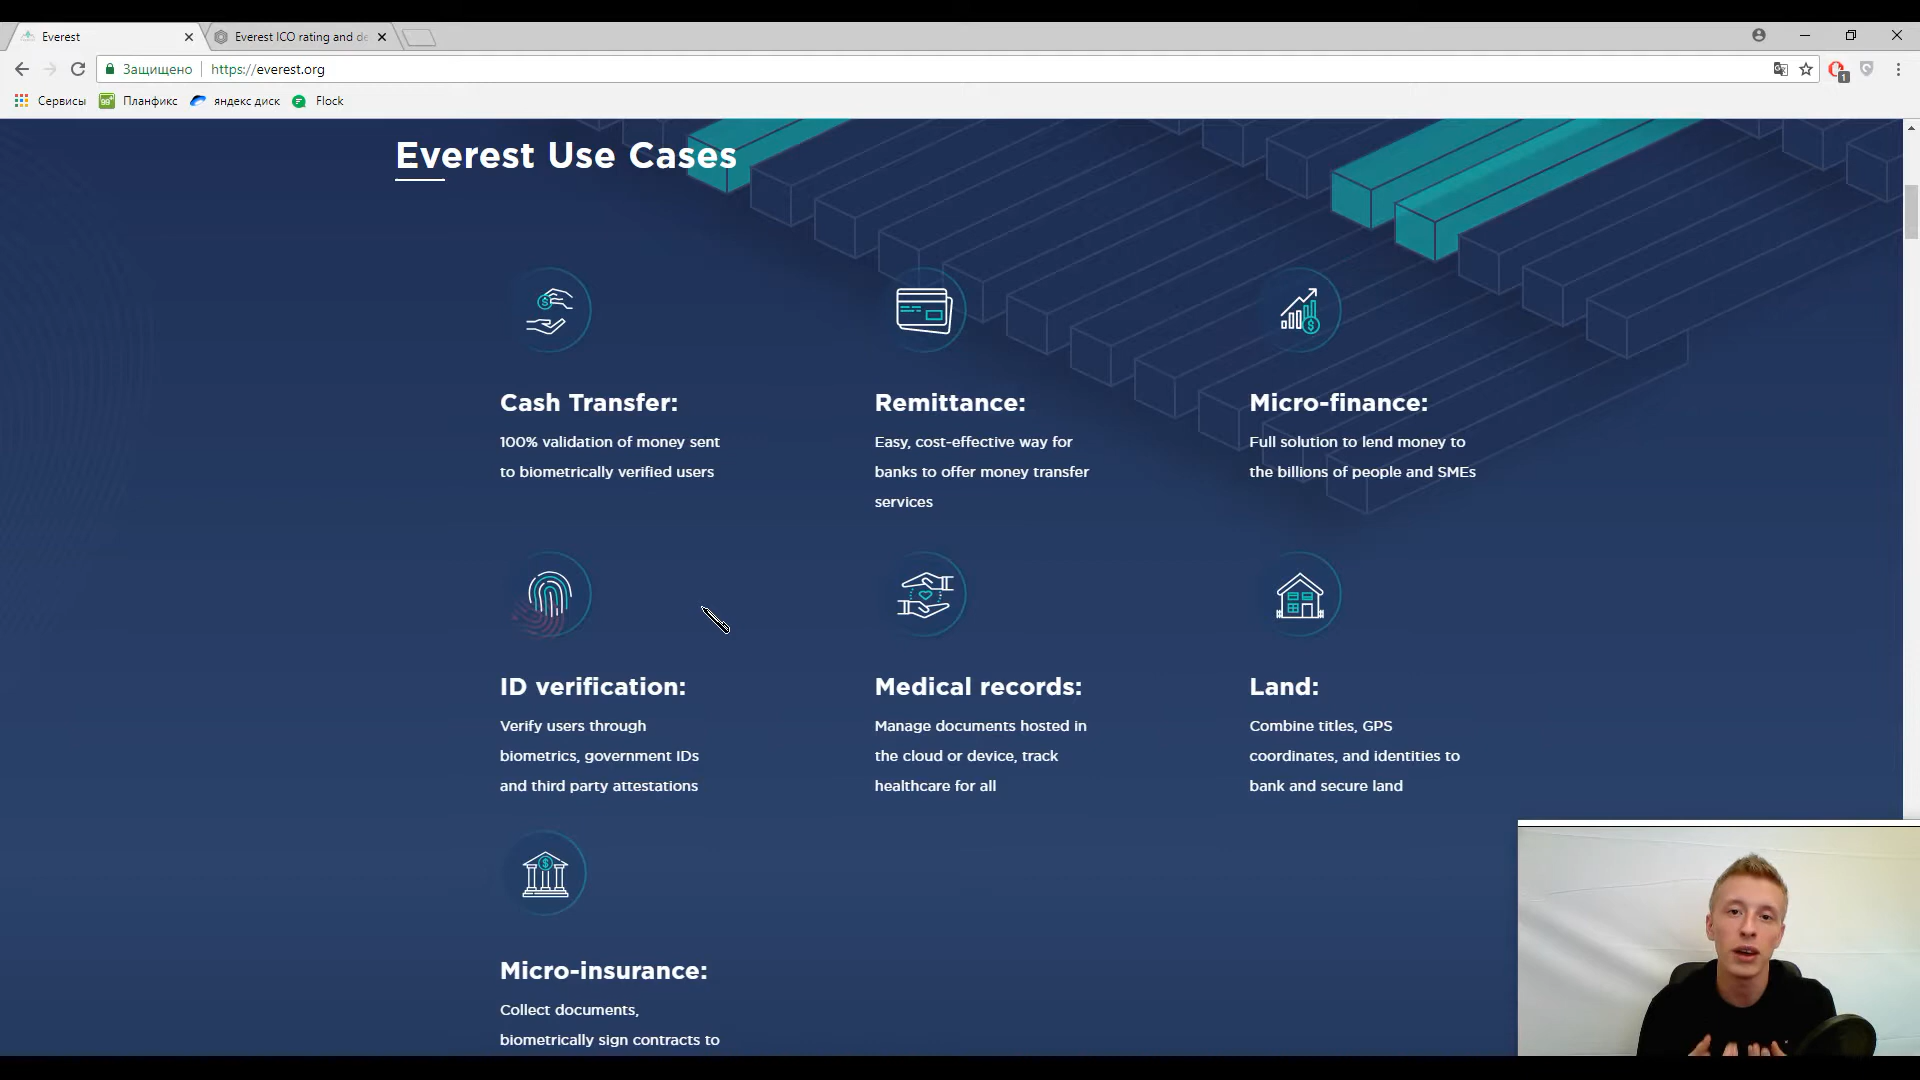 Everest
Everest ICO rating and de
Защищено
https://everest.org
1
Сервисы
Планфикс
яндекс диск
Flock
Everest Use Cases
Cash Transfer:
100% validation of money sent
to biometrically verified users
Remittance:
Easy, cost-effective way for
banks to offer money transfer
services
Micro-finance:
Full solution to lend money to
the billions of people and SMEs
ID verification:
Verify users through
biometrics, government IDs
and third party attestations
Medical records:
Manage documents hosted in
the cloud or device, track
healthcare for all
Land:
Combine titles, GPS
coordinates, and identities to
bank and secure land
Micro-insurance:
Collect documents,
biometrically sign contracts to